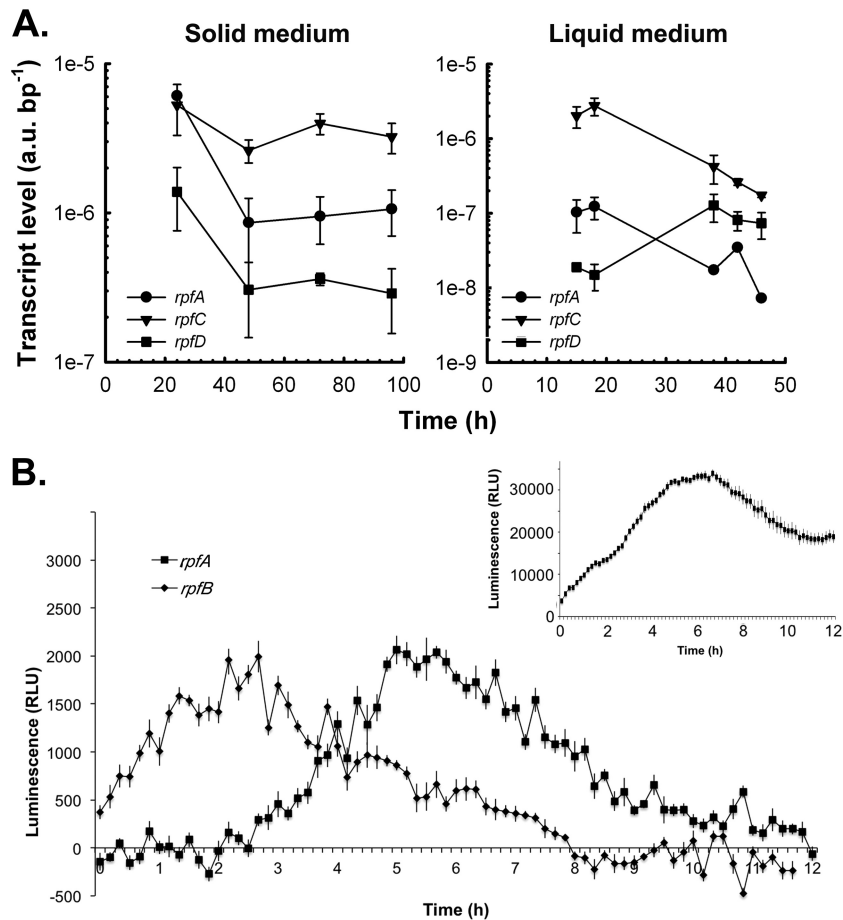 A.
Solid medium
Liquid medium
Transcript level (a.u. bp⁻¹)
1e-5
1e-6
1e-7
rpfA
rpfC
rpfD
0 20 40 60 80 100
1e-5
1e-6
1e-7
1e-8
1e-9
rpfA
rpfC
rpfD
0 10 20 30 40 50
Time (h)
B.
Luminescence (RLU)
30000
20000
10000
0
0 2 4 6 8 10 12
Time (h)
Luminescence (RLU)
3000
2500
2000
1500
1000
500
0
-500
rpfA
rpfB
0 1 2 3 4 5 6 7 8 9 10 11 12
Time (h)